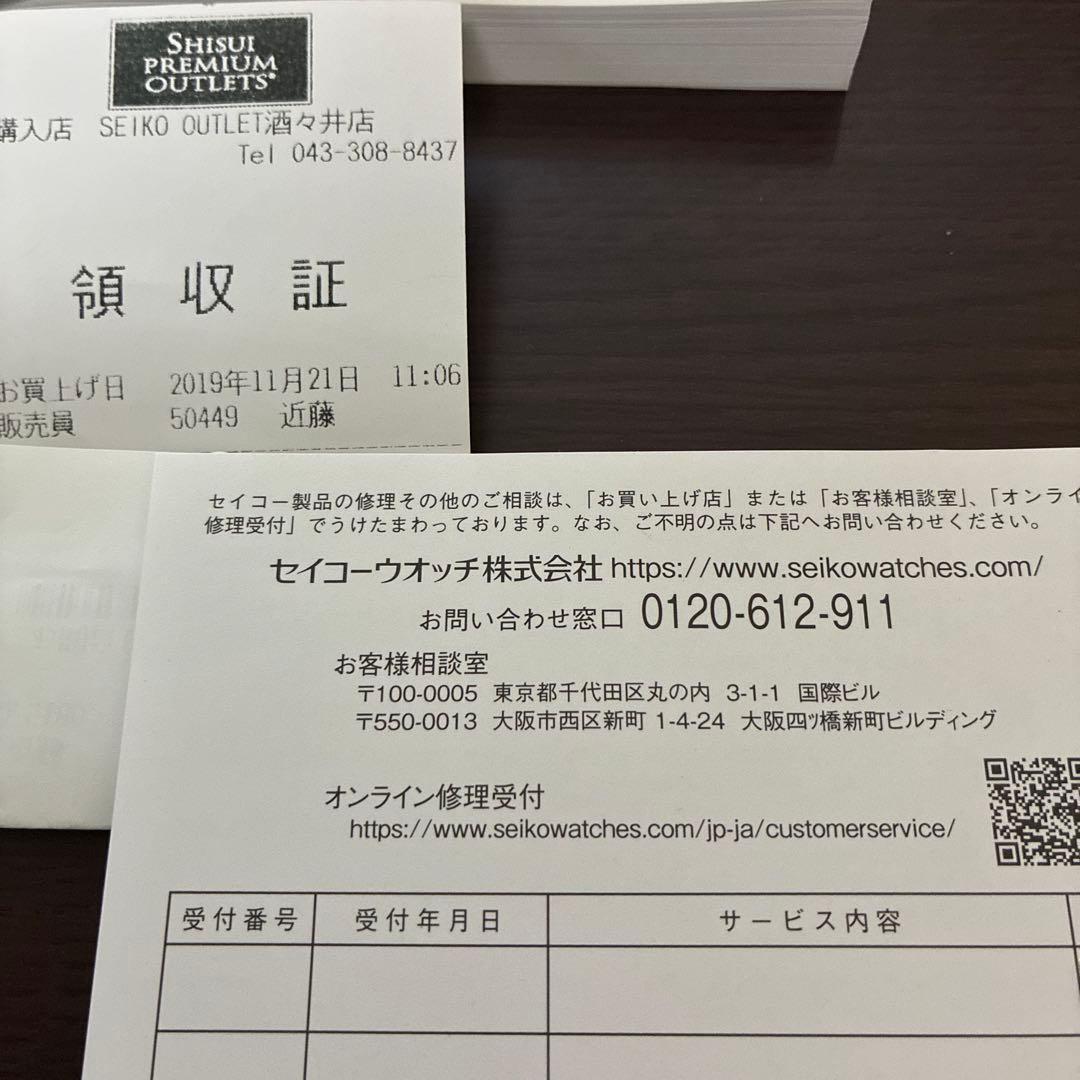 SHISUI
PREMIUM
OUTLETS®
購入店 SEIKO OUTLET酒々井店
Tel 043-308-8437
領収証
お買上げ日 2019年11月21日 11:06
販売員 50449 近藤
セイコー製品の修理その他のご相談は、「お買い上げ店」または「お客様相談室」、「オンライ
修理受付」でうけたまわっております。なお、ご不明の点は下記へお問い合わせください。
セイコーウオッチ株式会社 https://www.seikowatches.com/
お問い合わせ窓口 0120-612-911
お客様相談室
〒100-0005 東京都千代田区丸の内 3-1-1 国際ビル
〒550-0013 大阪市西区新町 1-4-24 大阪四ツ橋新町ビルディング
オンライン修理受付
https://www.seikowatches.com/jp-ja/customerservice/
受付番号 受付年月日 サービス内容